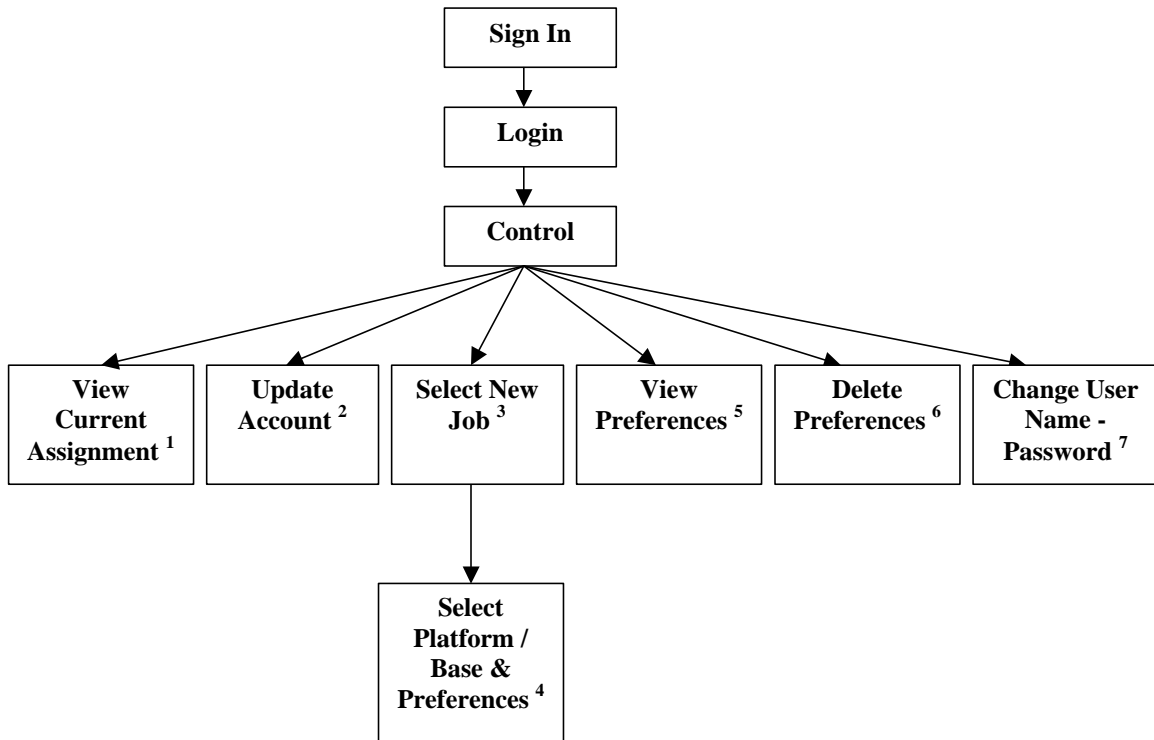 Sign In
Login
Control
View
Current
Assignment 1
Update
Account 2
Select New
Job 3
View
Preferences 5
Delete
Preferences 6
Change User
Name -
Password 7
Select
Platform /
Base &
Preferences 4